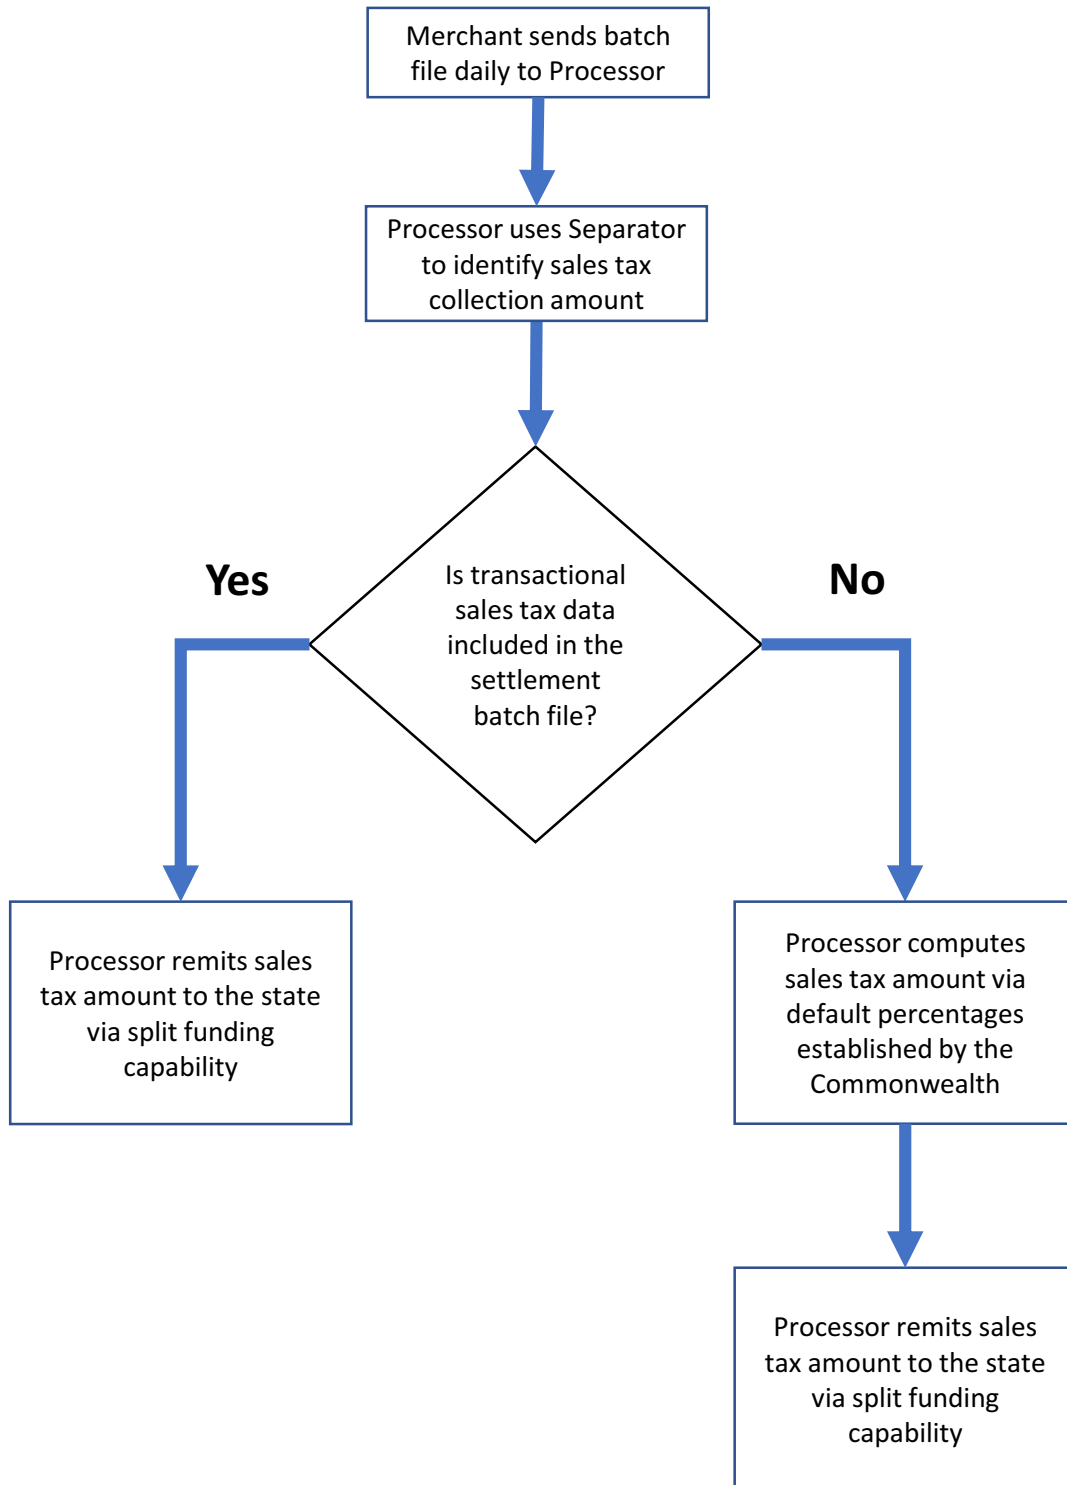 Merchant sends batch
file daily to Processor
Processor uses Separator
to identify sales tax
collection amount
Is transactional
sales tax data
included in the
settlement
batch file?
Yes
No
Processor remits sales
tax amount to the state
via split funding
capability
Processor computes
sales tax amount via
default percentages
established by the
Commonwealth
Processor remits sales
tax amount to the state
via split funding
capability